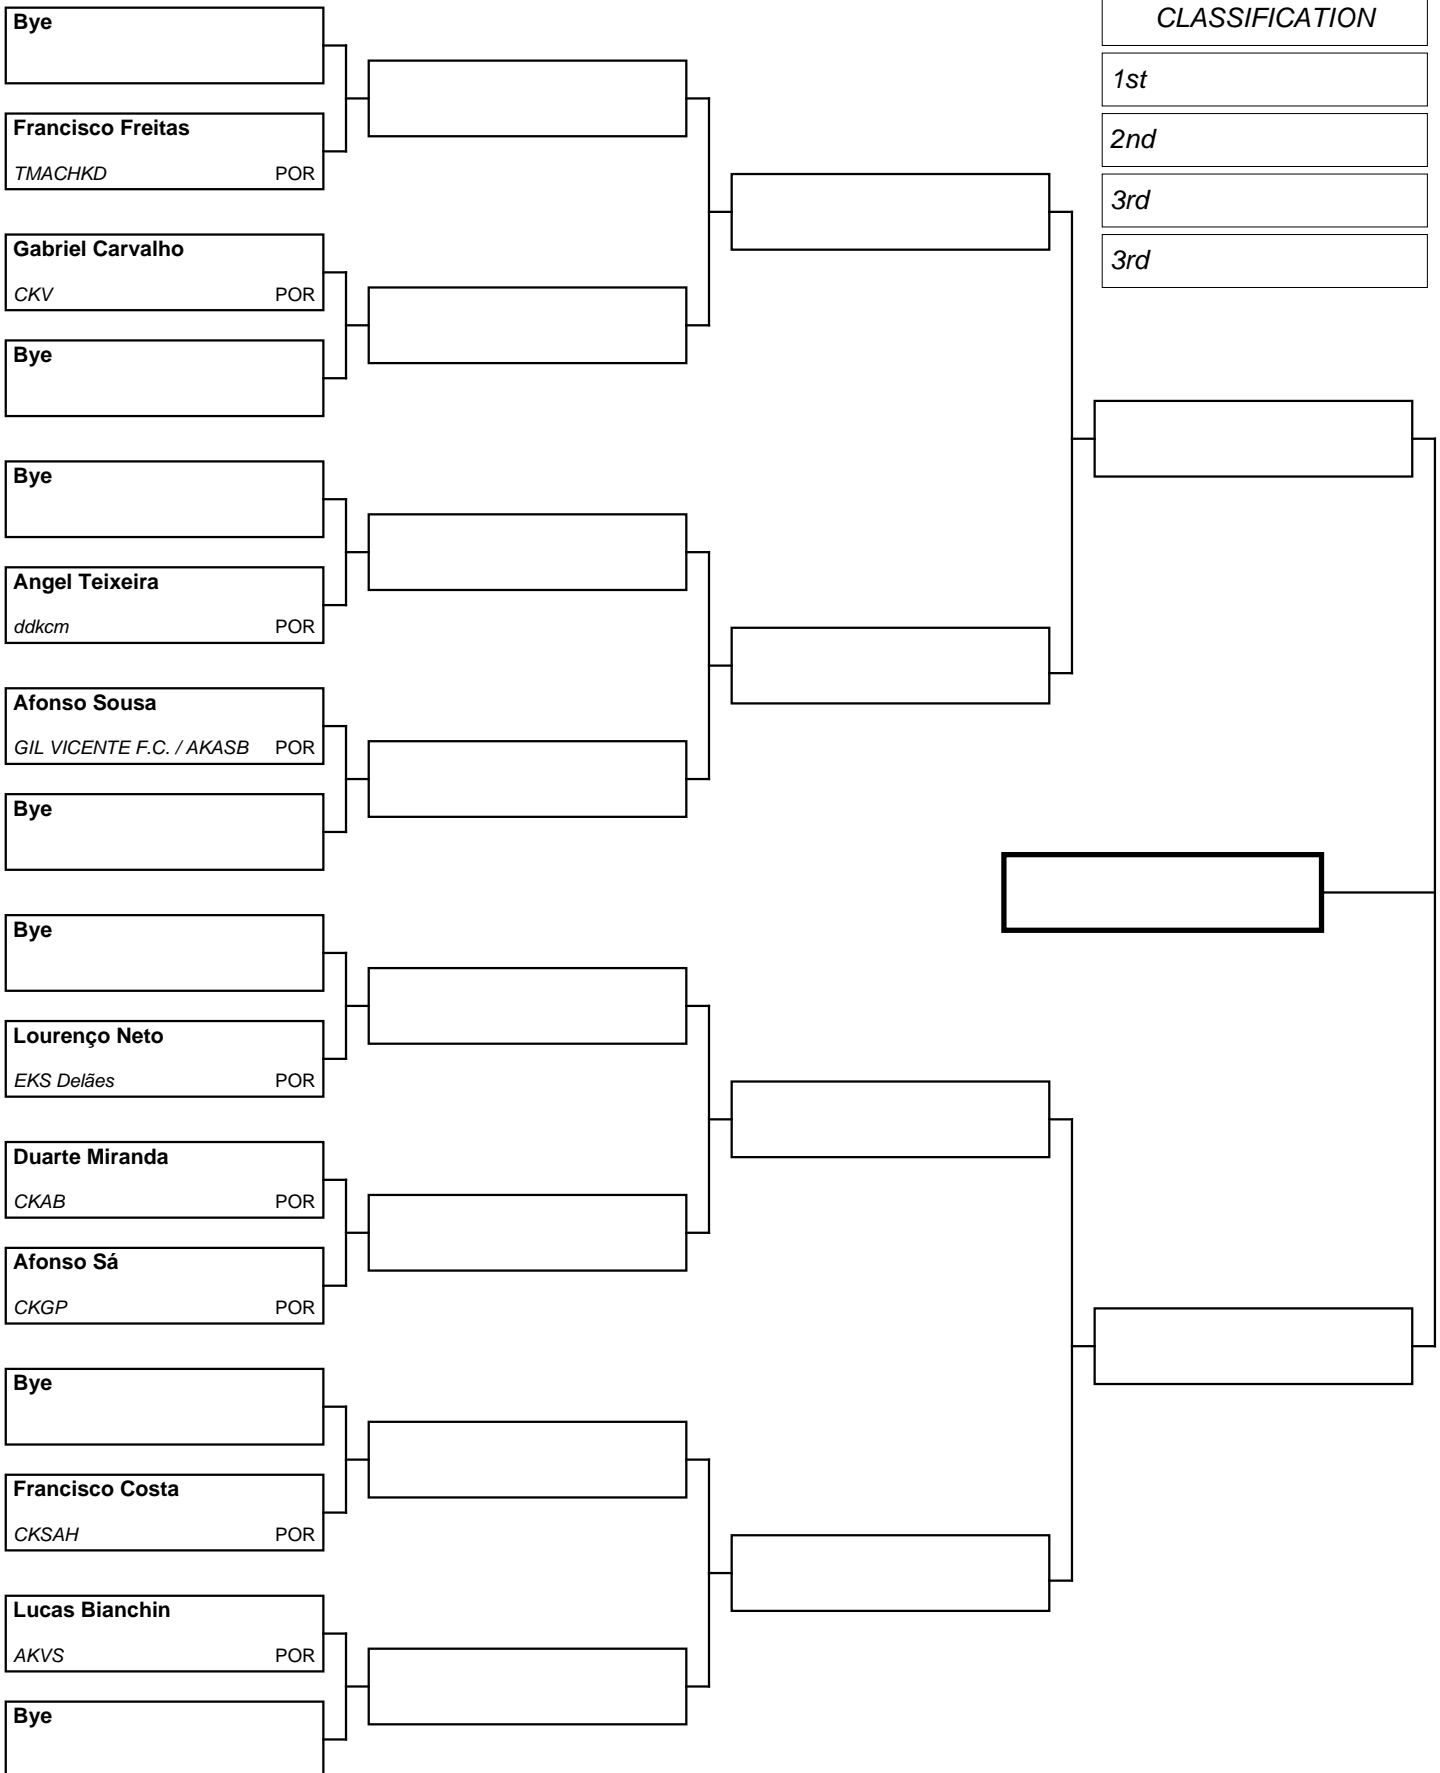 Bye
Francisco Freitas
TMACHKD POR
Gabriel Carvalho
CKV POR
Bye
Bye
Angel Teixeira
ddkcm POR
Afonso Sousa
GIL VICENTE F.C. / AKASB POR
Bye
Bye
Lourenço Neto
EKS Delães POR
Duarte Miranda
CKAB POR
Afonso Sá
CKGP POR
Bye
Francisco Costa
CKSAH POR
Lucas Bianchin
AKVS POR
Bye
CLASSIFICATION
1st
2nd
3rd
3rd